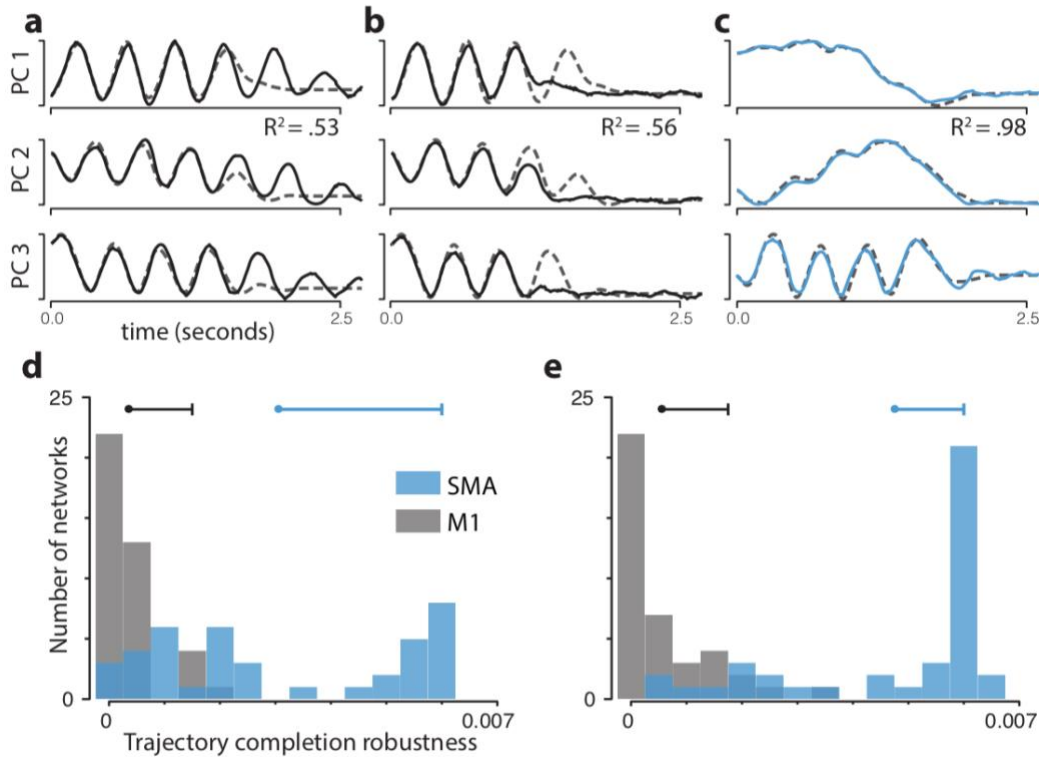 a
b
c
PC 1
R² = .53
R² = .56
R² = .98
PC 2
PC 3
0.0
2.5
0.0
2.5
0.0
2.5
time (seconds)
d
e
25
25
Number of networks
SMA
M1
0
0
0
0.007
0
0.007
Trajectory completion robustness